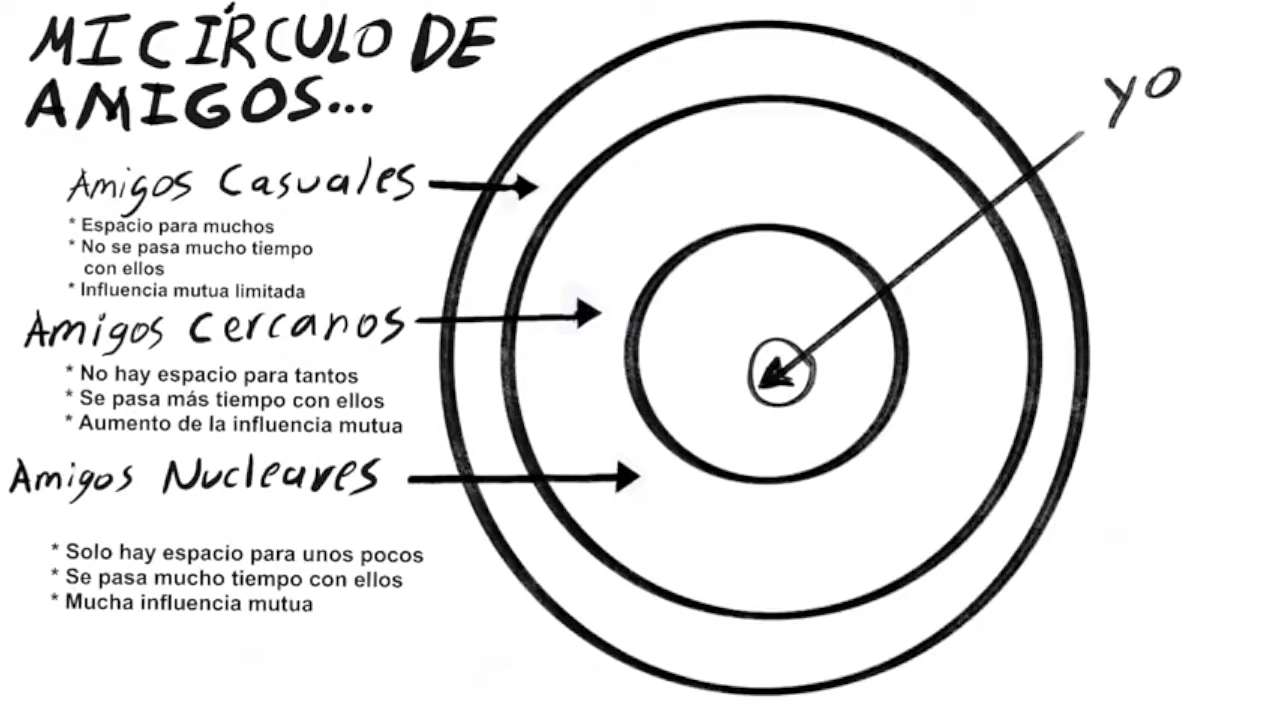 MI CÍRCULO DE
AMIGOS...
YO
Amigos Casuales
* Espacio para muchos
* No se pasa mucho tiempo
con ellos
* Influencia mutua limitada
Amigos Cercanos
* No hay espacio para tantos
* Se pasa más tiempo con ellos
* Aumento de la influencia mutua
Amigos Nucleares
* Solo hay espacio para unos pocos
* Se pasa mucho tiempo con ellos
* Mucha influencia mutua